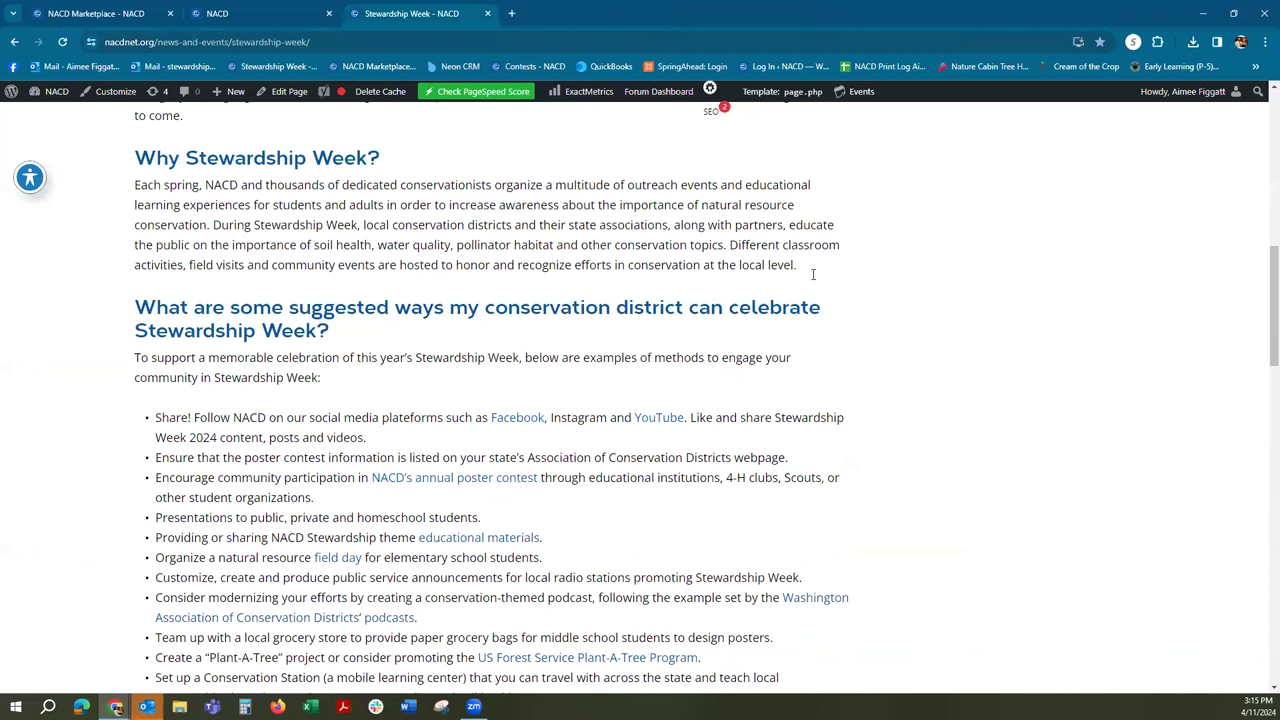 NACD Marketplace - NACD
NACD
Stewardship Week - NACD
nacdnet.org/news-and-events/stewardship-week/
Mail - Aimee Figgatt...
Mail - stewardship...
Stewardship Week -...
NACD Marketplace...
Neon CRM
Contests - NACD
QuickBooks
SpringAhead: Login
Log In ‹ NACD — W...
NACD Print Log Ai...
Nature Cabin Tree H...
Cream of the Crop
Early Learning (P-5)...
NACD
Customize
4
0
New
Edit Page
Delete Cache
Check PageSpeed Score
ExactMetrics
Forum Dashboard
SEO 2
Template: page.php
Events
Howdy, Aimee Figgatt
to come.
Why Stewardship Week?
Each spring, NACD and thousands of dedicated conservationists organize a multitude of outreach events and educational
learning experiences for students and adults in order to increase awareness about the importance of natural resource
conservation. During Stewardship Week, local conservation districts and their state associations, along with partners, educate
the public on the importance of soil health, water quality, pollinator habitat and other conservation topics. Different classroom
activities, field visits and community events are hosted to honor and recognize efforts in conservation at the local level.
What are some suggested ways my conservation district can celebrate
Stewardship Week?
To support a memorable celebration of this year's Stewardship Week, below are examples of methods to engage your
community in Stewardship Week:
• Share! Follow NACD on our social media plateforms such as Facebook, Instagram and YouTube. Like and share Stewardship
Week 2024 content, posts and videos.
• Ensure that the poster contest information is listed on your state's Association of Conservation Districts webpage.
• Encourage community participation in NACD's annual poster contest through educational institutions, 4-H clubs, Scouts, or
other student organizations.
• Presentations to public, private and homeschool students.
• Providing or sharing NACD Stewardship theme educational materials.
• Organize a natural resource field day for elementary school students.
• Customize, create and produce public service announcements for local radio stations promoting Stewardship Week.
• Consider modernizing your efforts by creating a conservation-themed podcast, following the example set by the Washington
Association of Conservation Districts' podcasts.
• Team up with a local grocery store to provide paper grocery bags for middle school students to design posters.
• Create a “Plant-A-Tree” project or consider promoting the US Forest Service Plant-A-Tree Program.
• Set up a Conservation Station (a mobile learning center) that you can travel with across the state and teach local
3:15 PM
4/11/2024